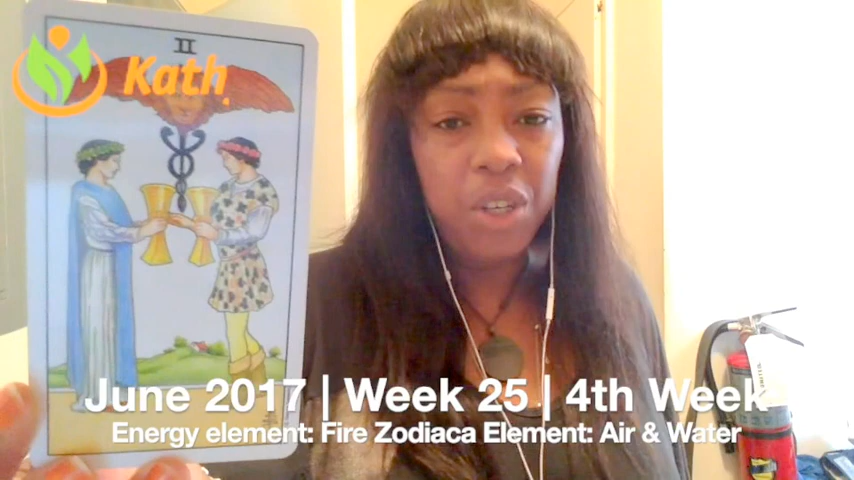 II
Kath
June 2017 | Week 25 | 4th Week
Energy element: Fire Zodiaca Element: Air & Water